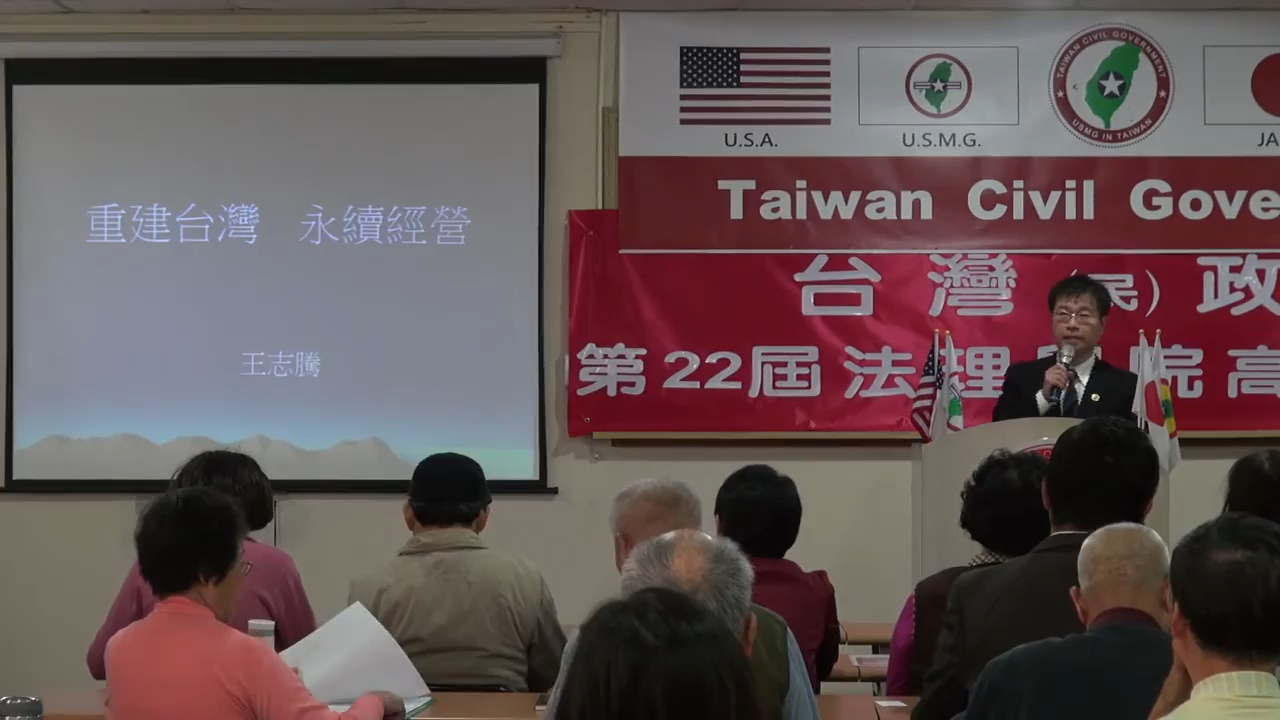 重建台灣 永續經營
王志騰
U.S.A.
U.S.M.G.
TAIWAN CIVIL GOVERNMENT
USMG IN TAIWAN
JA
Taiwan Civil Gove
台灣(民)政
第22屆法理學院高